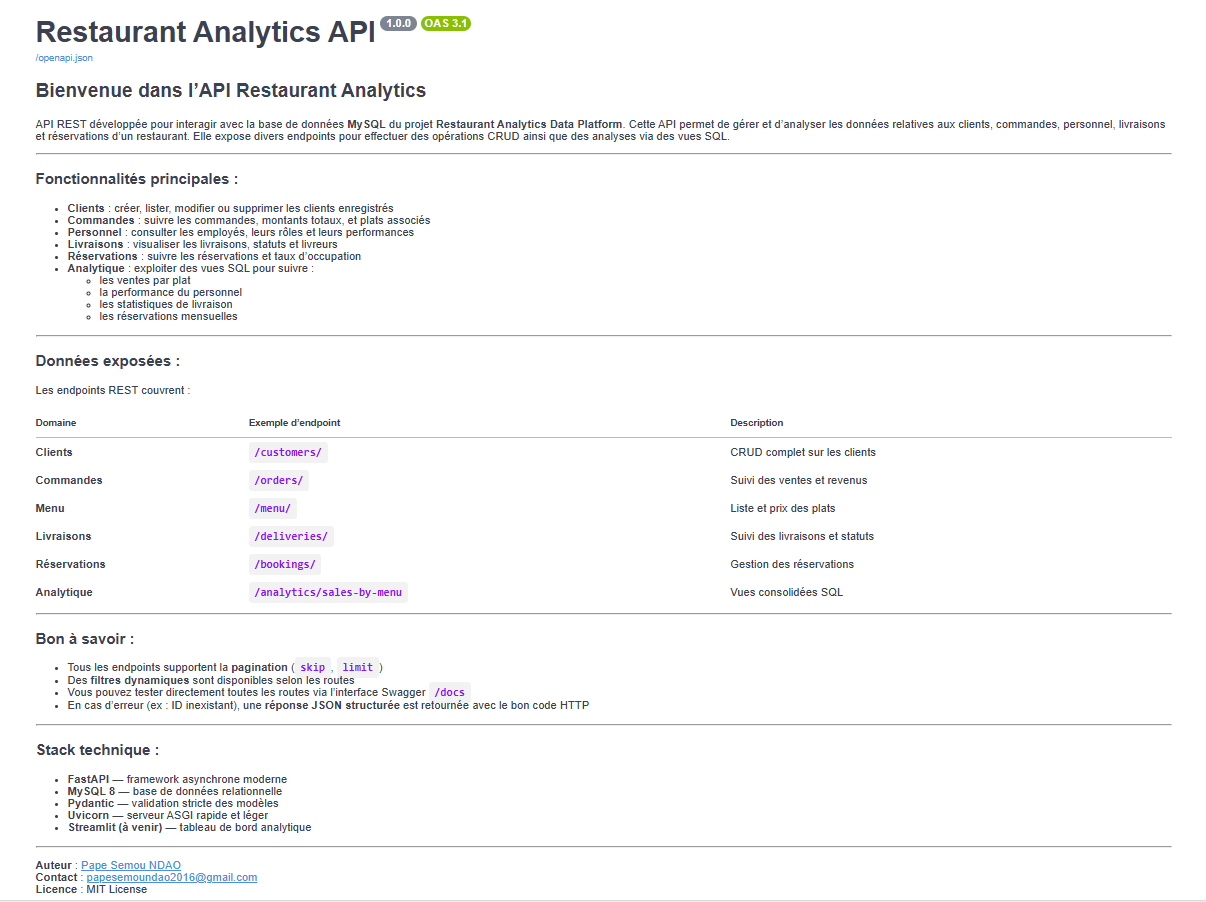 Restaurant Analytics API 1.0.0 OAS 3.1
/openapi.json
Bienvenue dans l’API Restaurant Analytics
API REST développée pour interagir avec la base de données MySQL du projet Restaurant Analytics Data Platform. Cette API permet de gérer et d’analyser les données relatives aux clients, commandes, personnel, livraisons
et réservations d’un restaurant. Elle expose divers endpoints pour effectuer des opérations CRUD ainsi que des analyses via des vues SQL.
Fonctionnalités principales :
• Clients : créer, lister, modifier ou supprimer les clients enregistrés
• Commandes : suivre les commandes, montants totaux, et plats associés
• Personnel : consulter les employés, leurs rôles et leurs performances
• Livraisons : visualiser les livraisons, statuts et livreurs
• Réservations : suivre les réservations et taux d’occupation
• Analytique : exploiter des vues SQL pour suivre :
◦ les ventes par plat
◦ la performance du personnel
◦ les statistiques de livraison
◦ les réservations mensuelles
Données exposées :
Les endpoints REST couvrent :
Domaine Exemple d’endpoint Description
Clients /customers/ CRUD complet sur les clients
Commandes /orders/ Suivi des ventes et revenus
Menu /menu/ Liste et prix des plats
Livraisons /deliveries/ Suivi des livraisons et statuts
Réservations /bookings/ Gestion des réservations
Analytique /analytics/sales-by-menu Vues consolidées SQL
Bon à savoir :
• Tous les endpoints supportent la pagination ( skip , limit )
• Des filtres dynamiques sont disponibles selon les routes
• Vous pouvez tester directement toutes les routes via l’interface Swagger /docs
• En cas d’erreur (ex : ID inexistant), une réponse JSON structurée est retournée avec le bon code HTTP
Stack technique :
• FastAPI — framework asynchrone moderne
• MySQL 8 — base de données relationnelle
• Pydantic — validation stricte des modèles
• Uvicorn — serveur ASGI rapide et léger
• Streamlit (à venir) — tableau de bord analytique
Auteur : Pape Semou NDAO
Contact : papesemoundao2016@gmail.com
Licence : MIT License